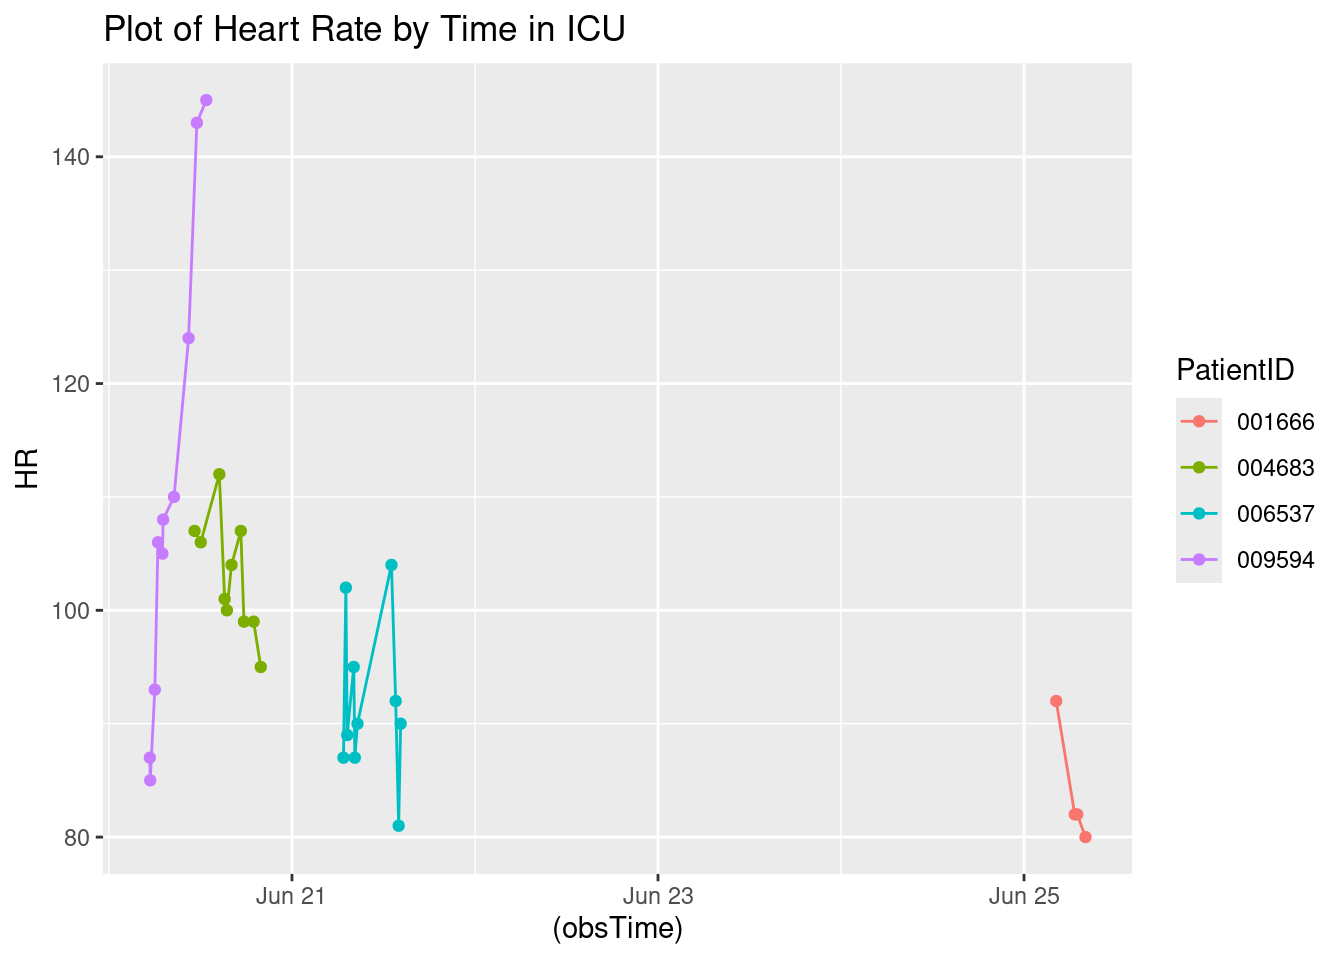 Plot of Heart Rate by Time in ICU
140
120
100
80
HR
Jun 21
Jun 23
Jun 25
(obsTime)
PatientID
001666
004683
006537
009594